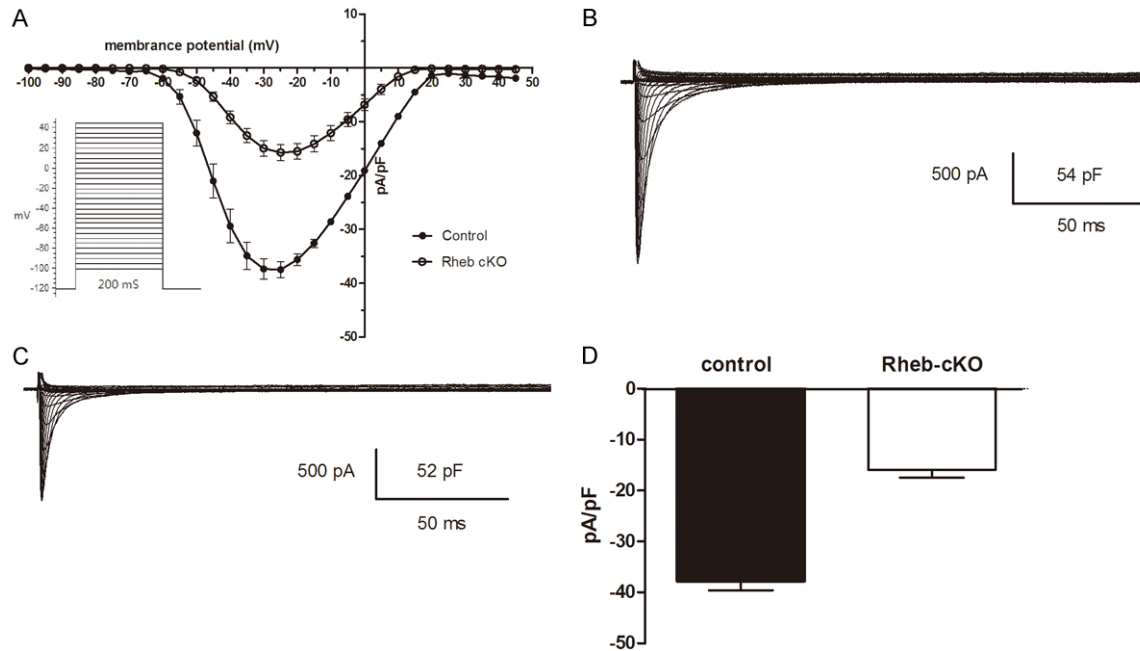 A
membrance potential (mV)
10
-100 -90 -80 -70 -60 -50 -40 -30 -20 -10 0 10 20 30 40 50
-10
-20
-30
-40
-50
pA/pF
40
20
0
-20
-40
-60
-80
-100
-120
mV
200 mS
Control
Rheb cKO
B
500 pA
54 pF
50 ms
C
500 pA
52 pF
50 ms
D
control Rheb-cKO
0
-10
-20
-30
-40
-50
pA/pF